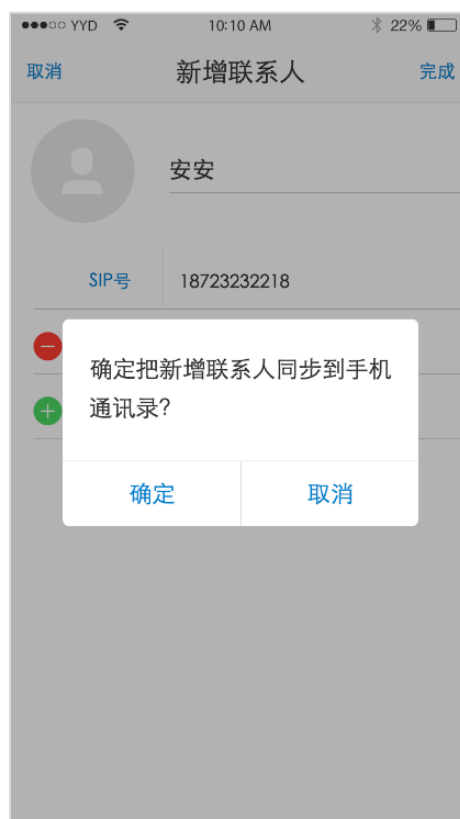 YYD 10:10 AM 22%
取消 新增联系人 完成
安安
SIP号 18723232218
确定把新增联系人同步到手机
通讯录?
确定 取消